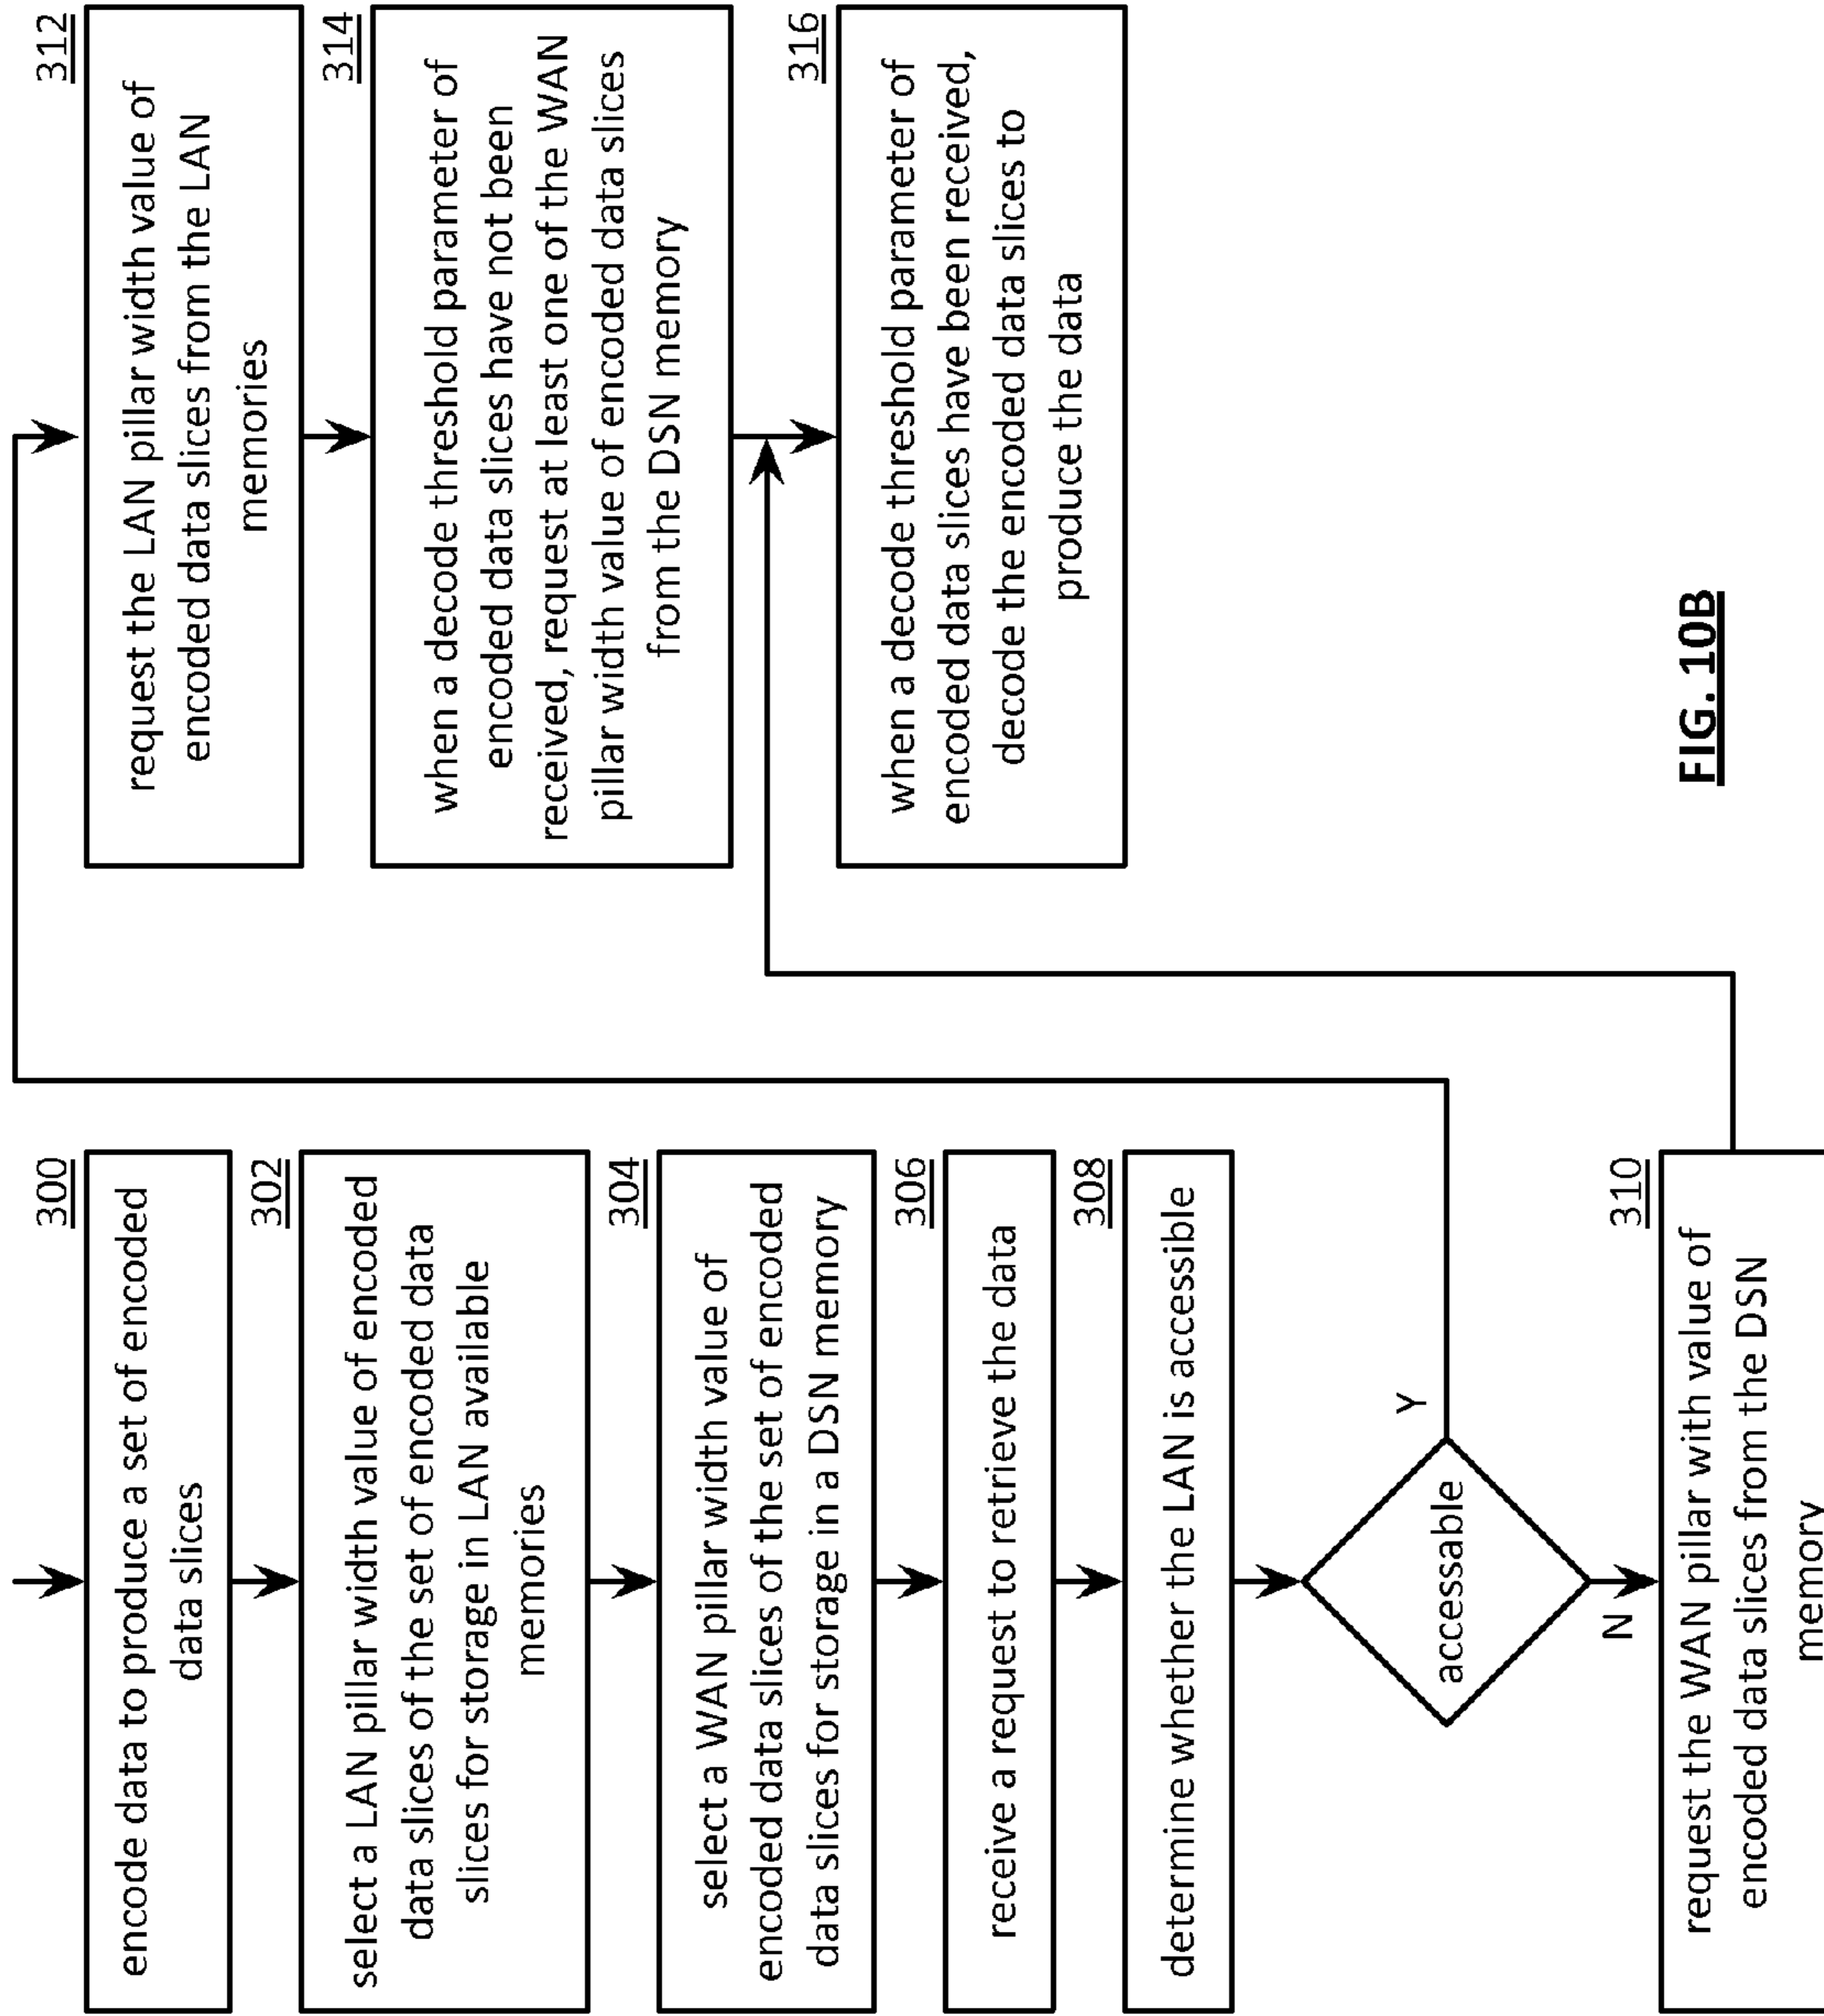 300
encode data to produce a set of encoded
data slices
302
select a LAN pillar width value of encoded
data slices of the set of encoded data
slices for storage in LAN available
memories
304
select a WAN pillar width value of
encoded data slices of the set of encoded
data slices for storage in a DSN memory
306
receive a request to retrieve the data
308
determine whether the LAN is accessible
accessable
Y
N
310
request the WAN pillar with value of
encoded data slices from the DSN
memory
312
request the LAN pillar width value of
encoded data slices from the LAN
memories
314
when a decode threshold parameter of
encoded data slices have not been
received, request at least one of the WAN
pillar width value of encoded data slices
from the DSN memory
316
when a decode threshold parameter of
encoded data slices have been received,
decode the encoded data slices to
produce the data
FIG. 10B